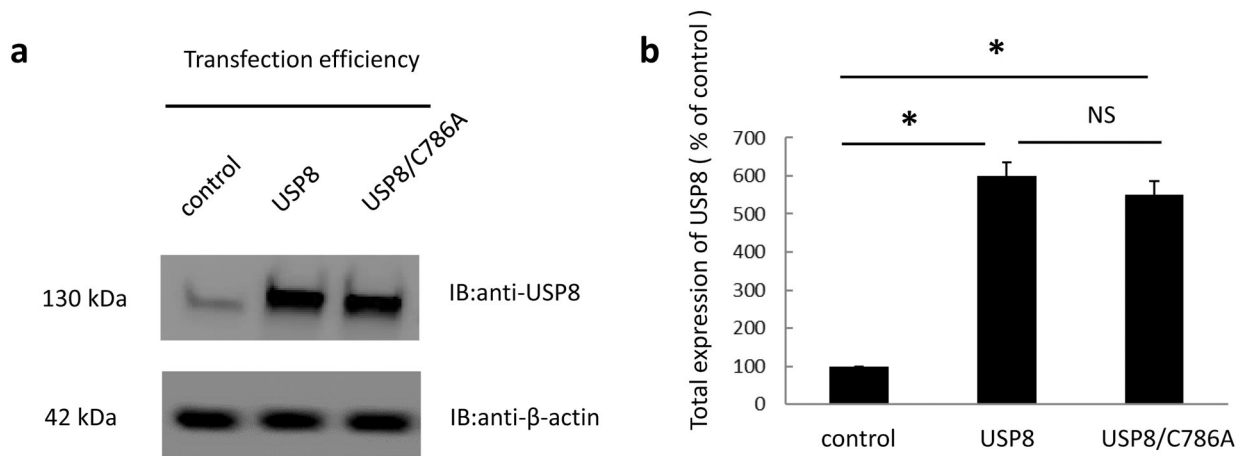 a
Transfection efficiency
control
USP8
USP8/C786A
130 kDa
IB:anti-USP8
42 kDa
IB:anti-β-actin
b
*
*
NS
Total expression of USP8 ( % of control)
700
600
500
400
300
200
100
0
control
USP8
USP8/C786A